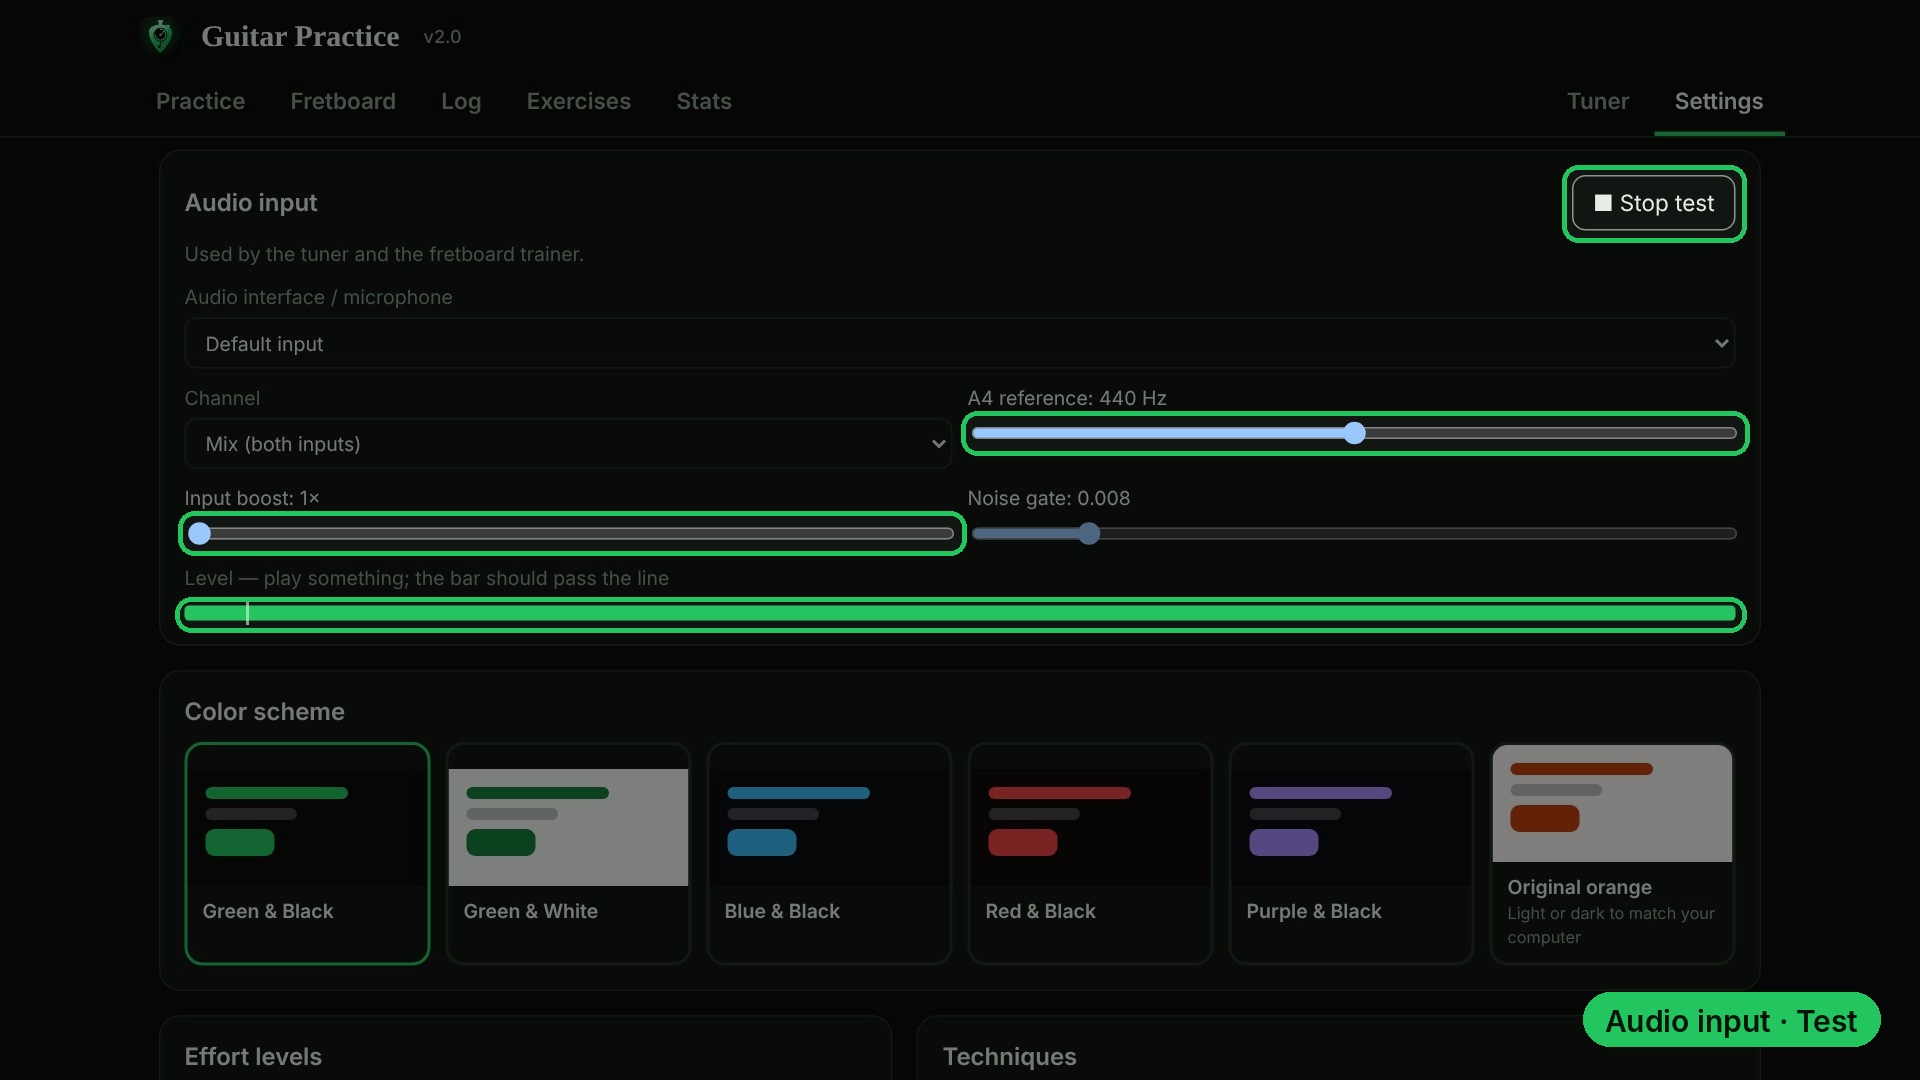 Guitar Practice v2.0
Practice Fretboard Log Exercises Stats Tuner Settings
Audio input
Stop test
Used by the tuner and the fretboard trainer.
Audio interface / microphone
Default input
Channel
A4 reference: 440 Hz
Mix (both inputs)
Input boost: 1×
Noise gate: 0.008
Level — play something; the bar should pass the line
Color scheme
Green & Black
Green & White
Blue & Black
Red & Black
Purple & Black
Original orange
Light or dark to match your
computer
Audio input · Test
Effort levels
Techniques